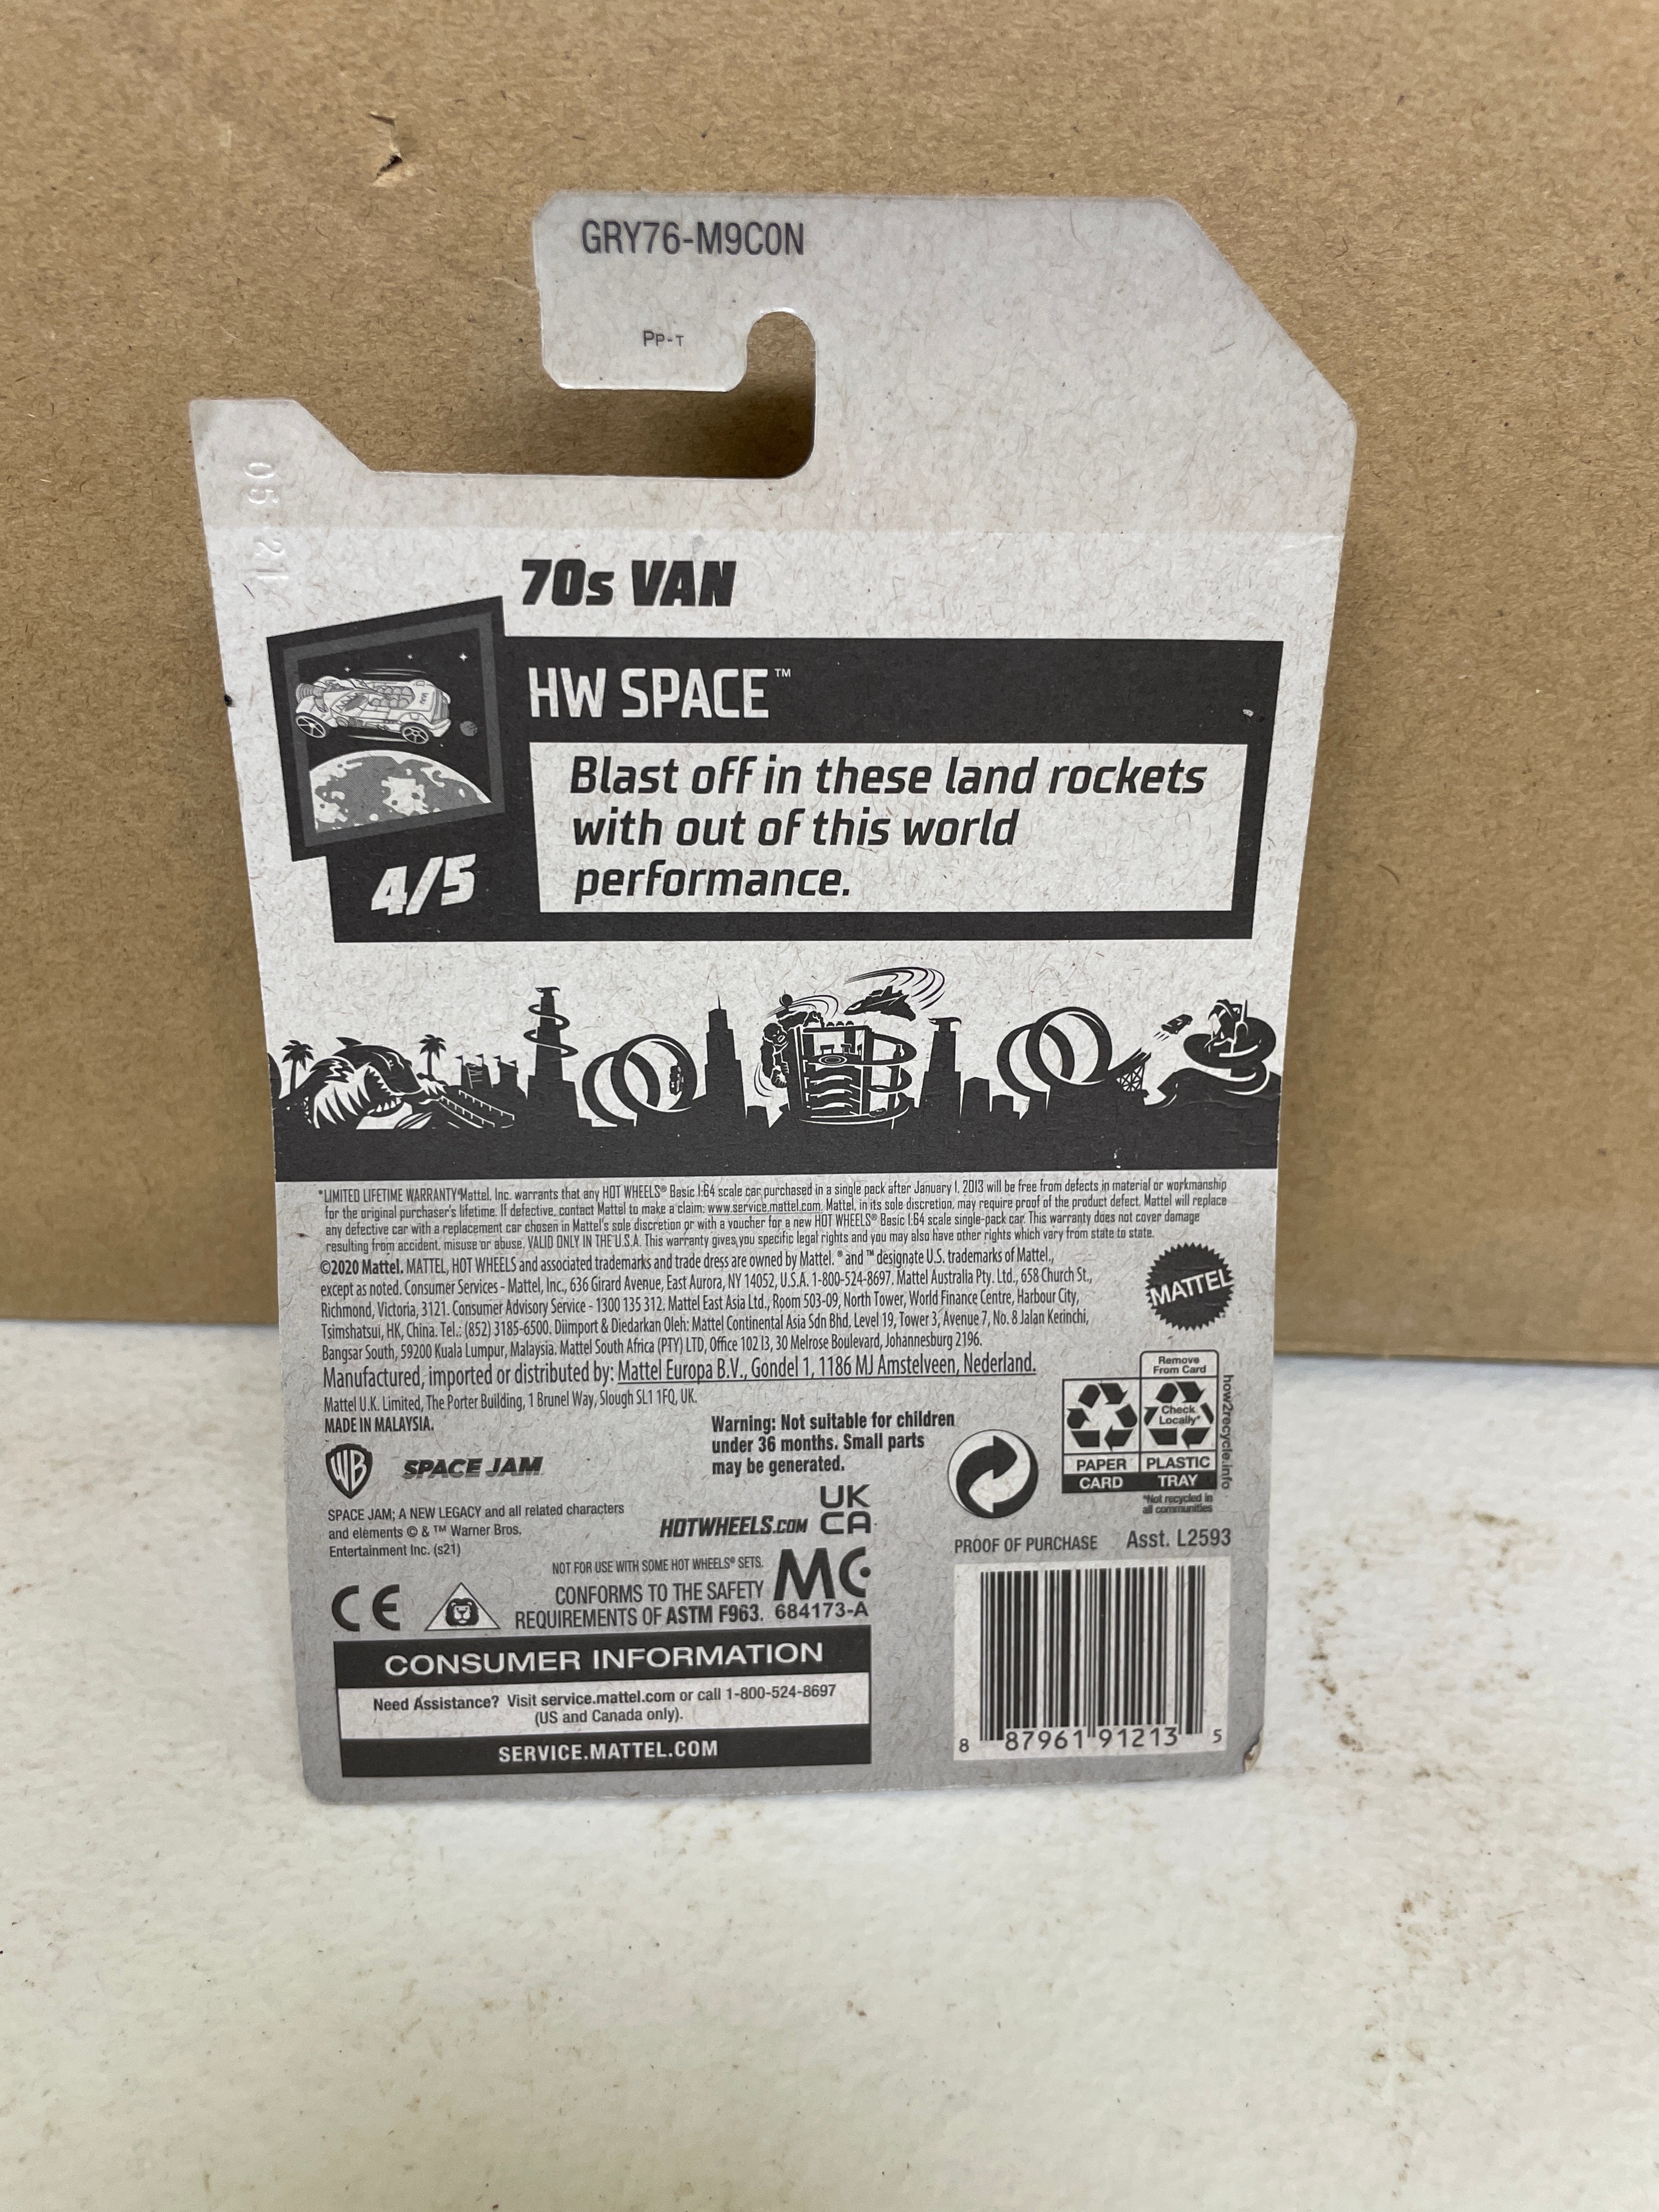 GRY76-M9C0N
PP-T
05 21
70s VAN
HW SPACE™
Blast off in these land rockets
with out of this world
performance.
4/5
*LIMITED LIFETIME WARRANTY Mattel, Inc. warrants that any HOT WHEELS® Basic 1:64 scale car purchased in a single pack after January 1, 2013 will be free from defects in material or workmanship
for the original purchaser's lifetime. If defective, contact Mattel to make a claim: www.service.mattel.com. Mattel, in its sole discretion, may require proof of the product defect. Mattel will replace
any defective car with a replacement car chosen in Mattel's sole discretion or with a voucher for a new HOT WHEELS® Basic 1:64 scale single-pack car. This warranty does not cover damage
resulting from accident, misuse or abuse. VALID ONLY IN THE U.S.A. This warranty gives you specific legal rights and you may also have other rights which vary from state to state.
©2020 Mattel. MATTEL, HOT WHEELS and associated trademarks and trade dress are owned by Mattel. ® and ™ designate U.S. trademarks of Mattel,
except as noted. Consumer Services - Mattel, Inc., 636 Girard Avenue, East Aurora, NY 14052, U.S.A. 1-800-524-8697. Mattel Australia Pty. Ltd., 658 Church St.,
Richmond, Victoria, 3121. Consumer Advisory Service - 1300 135 312. Mattel East Asia Ltd., Room 503-09, North Tower, World Finance Centre, Harbour City,
Tsimshatsui, HK, China. Tel.: (852) 3185-6500. Diimport & Diedarkan Oleh: Mattel Continental Asia Sdn Bhd, Level 19, Tower 3, Avenue 7, No. 8 Jalan Kerinchi,
Bangsar South, 59200 Kuala Lumpur, Malaysia. Mattel South Africa (PTY) LTD, Office 102 I3, 30 Melrose Boulevard, Johannesburg 2196.
Manufactured, imported or distributed by: Mattel Europa B.V., Gondel 1, 1186 MJ Amstelveen, Nederland.
Mattel U.K. Limited, The Porter Building, 1 Brunel Way, Slough SL1 1FQ, UK.
MADE IN MALAYSIA.
MATTEL
WB
SPACE JAM
SPACE JAM; A NEW LEGACY and all related characters
and elements © & ™ Warner Bros.
Entertainment Inc. (s21)
Warning: Not suitable for children
under 36 months. Small parts
may be generated.
HOTWHEELS.COM
UK
CA
Remove
From Card
Check
Locally*
PAPER
PLASTIC
CARD
TRAY
*Not recycled in
all communities
how2recycle.info
PROOF OF PURCHASE
Asst. L2593
NOT FOR USE WITH SOME HOT WHEELS® SETS.
CE
CONFORMS TO THE SAFETY
REQUIREMENTS OF ASTM F963.
MC
684173-A
CONSUMER INFORMATION
Need Assistance? Visit service.mattel.com or call 1-800-524-8697
(US and Canada only).
SERVICE.MATTEL.COM
8 87961 91213 5